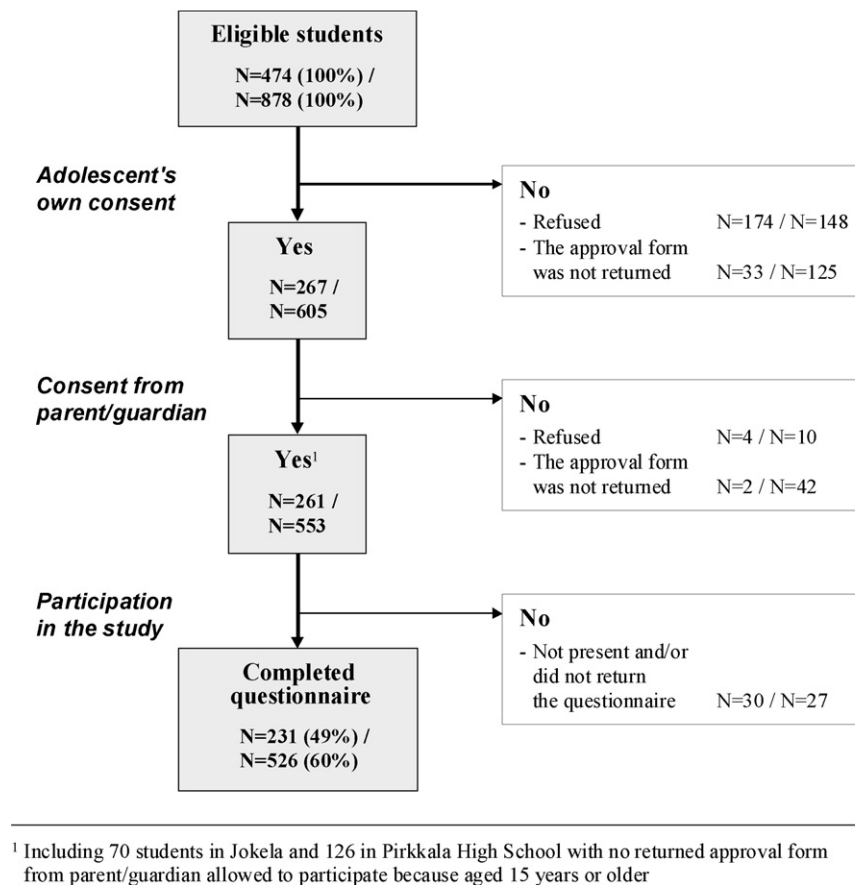 Eligible students
N=474 (100%) /
N=878 (100%)
Adolescent's
own consent
No
- Refused N=174 / N=148
- The approval form
was not returned N=33 / N=125
Yes
N=267 /
N=605
Consent from
parent/guardian
No
- Refused N=4 / N=10
- The approval form
was not returned N=2 / N=42
Yes¹
N=261 /
N=553
Participation
in the study
No
- Not present and/or
did not return
the questionnaire N=30 / N=27
Completed
questionnaire
N=231 (49%) /
N=526 (60%)
¹ Including 70 students in Jokela and 126 in Pirkkala High School with no returned approval form
from parent/guardian allowed to participate because aged 15 years or older